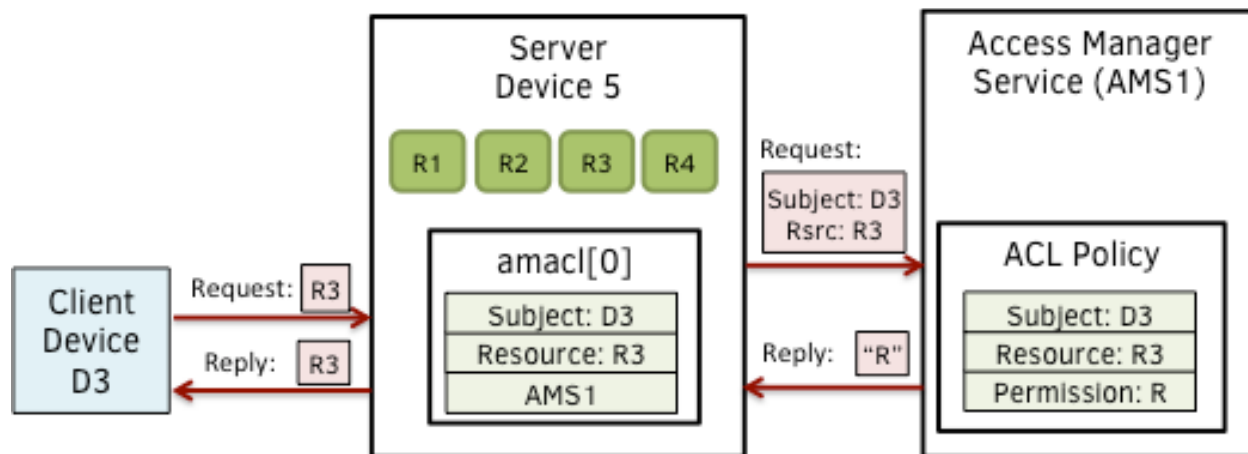 Server
Device 5
R1
R2
R3
R4
amacl[0]
Subject: D3
Resource: R3
AMS1
Client
Device
D3
Request:
R3
Reply:
R3
Request:
Subject: D3
Rsrc: R3
Reply:
“R”
Access Manager
Service (AMS1)
ACL Policy
Subject: D3
Resource: R3
Permission: R